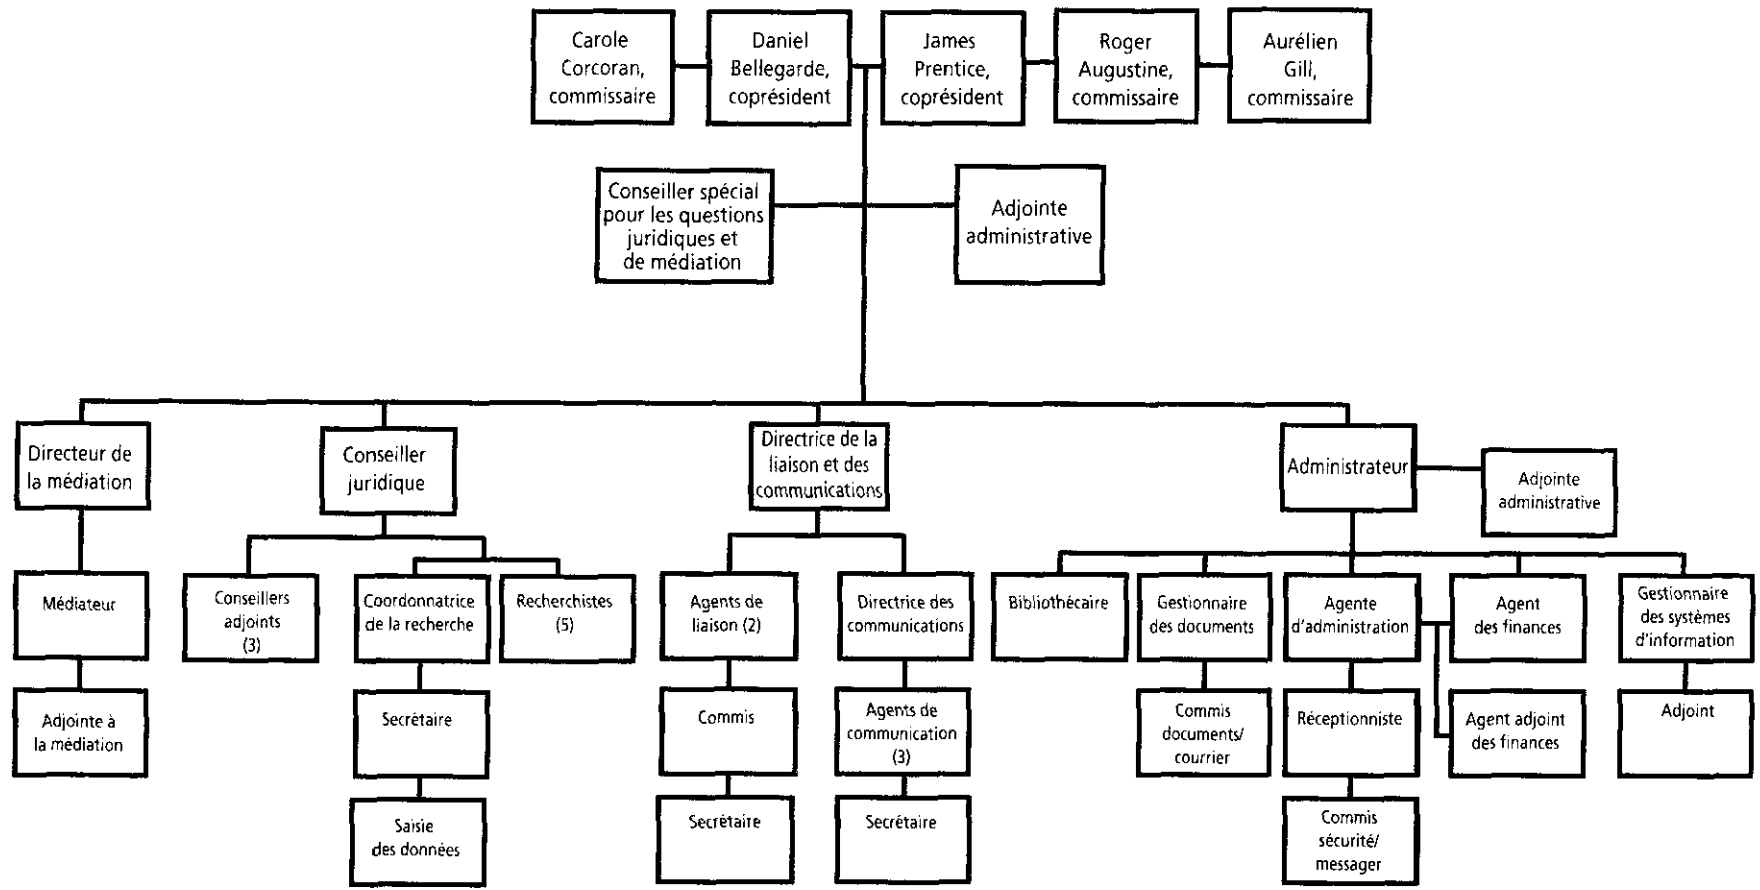 Carole
Corcoran,
commissaire
Daniel
Bellegarde,
coprésident
James
Prentice,
coprésident
Roger
Augustine,
commissaire
Aurélien
Gill,
commissaire
Conseiller spécial
pour les questions
juridiques et
de médiation
Adjointe
administrative
Directeur de
la médiation
Conseiller
juridique
Directrice de la
liaison et des
communications
Administrateur
Adjointe
administrative
Médiateur
Conseillers
adjoints
(3)
Coordonnatrice
de la recherche
Recherchistes
(5)
Agents de
liaison (2)
Directrice des
communications
Bibliothécaire
Gestionnaire
des documents
Agente
d'administration
Agent
des finances
Gestionnaire
des systèmes
d'information
Adjointe à
la médiation
Secrétaire
Commis
Agents de
communication
(3)
Commis
documents/
courrier
Réceptionniste
Agent adjoint
des finances
Adjoint
Saisie
des données
Secrétaire
Secrétaire
Commis
sécurité/
messager